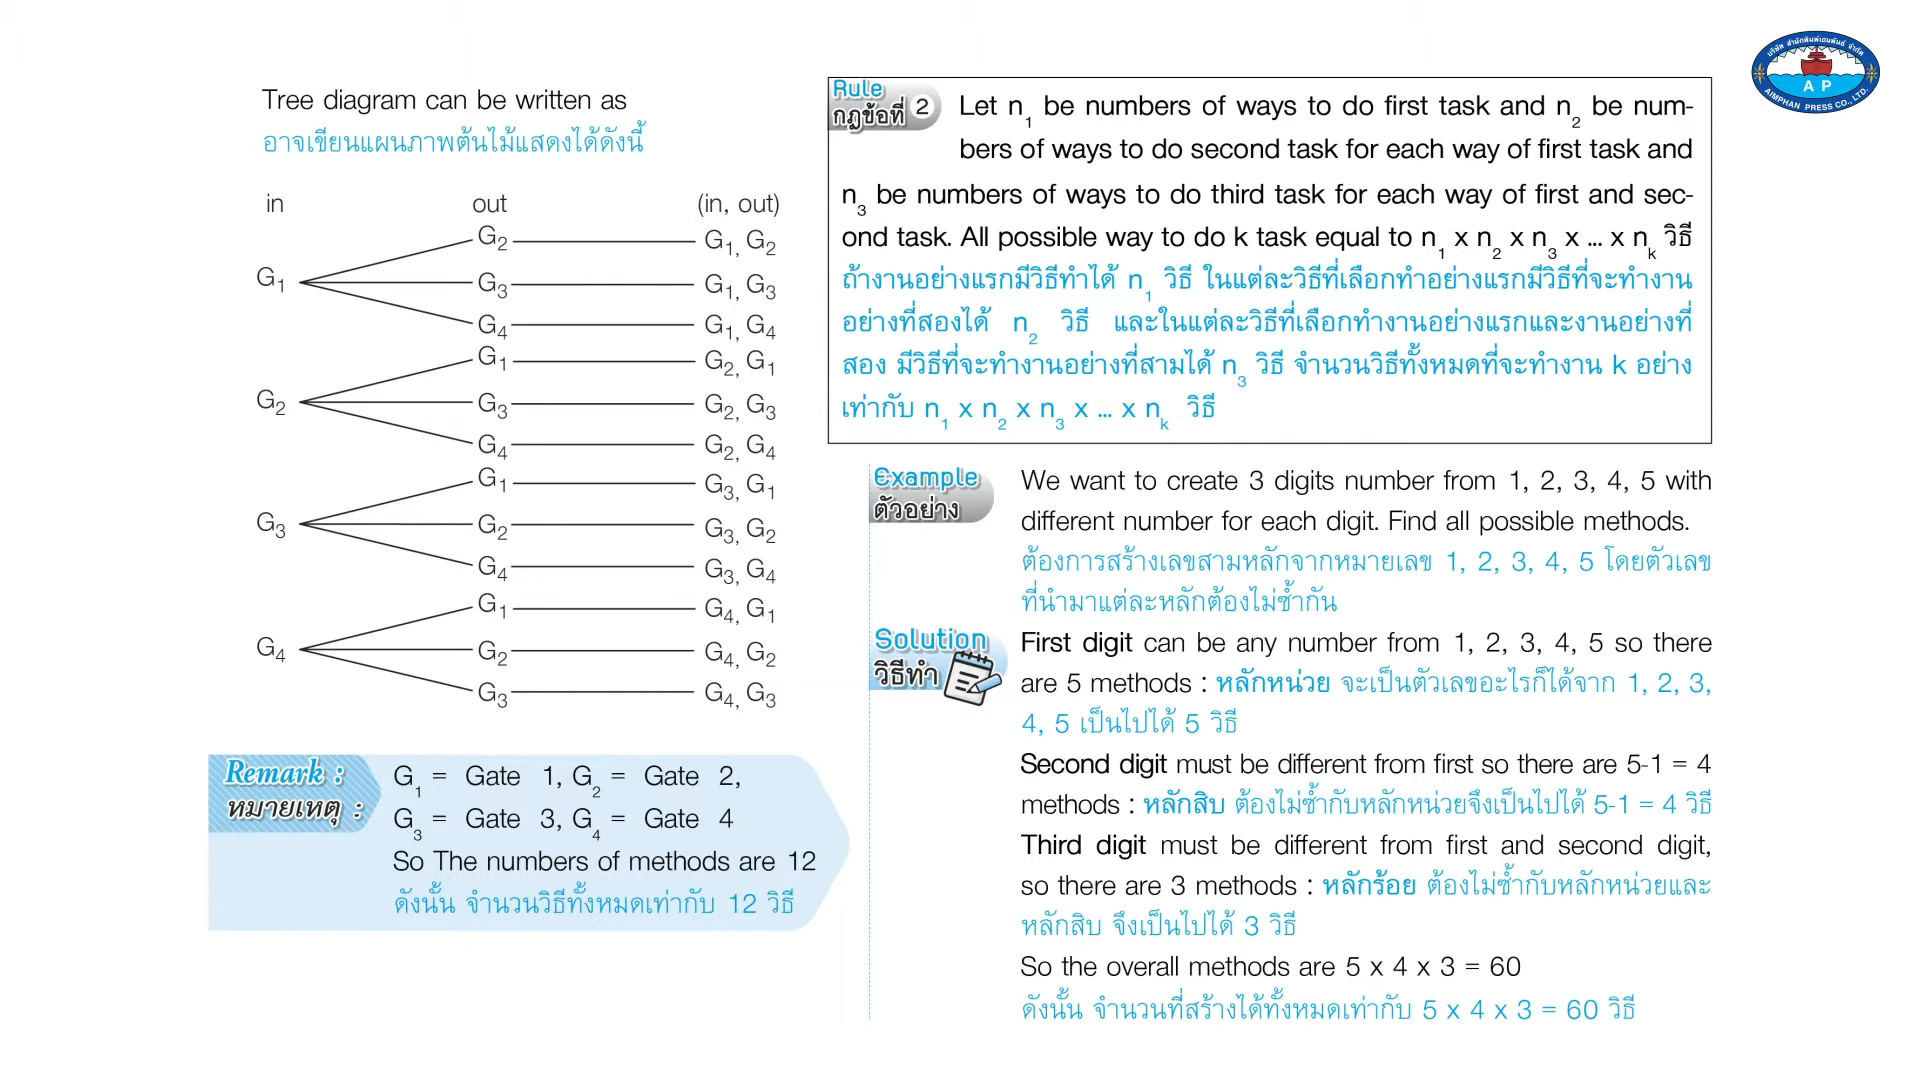 Tree diagram can be written as
อาจเขียนแผนภาพต้นไม้แสดงได้ดังนี้
in out (in, out)
G₁ G₂ G₁, G₂
G₃ G₁, G₃
G₄ G₁, G₄
G₂ G₁ G₂, G₁
G₃ G₂, G₃
G₄ G₂, G₄
G₃ G₁ G₃, G₁
G₂ G₃, G₂
G₄ G₃, G₄
G₄ G₁ G₄, G₁
G₂ G₄, G₂
G₃ G₄, G₃
Remark :
หมายเหตุ :
G₁ = Gate 1, G₂ = Gate 2,
G₃ = Gate 3, G₄ = Gate 4
So The numbers of methods are 12
ดังนั้น จำนวนวิธีทั้งหมดเท่ากับ 12 วิธี
Rule
กฎข้อที่ 2
Let n₁ be numbers of ways to do first task and n₂ be num-
bers of ways to do second task for each way of first task and
n₃ be numbers of ways to do third task for each way of first and sec-
ond task. All possible way to do k task equal to n₁ x n₂ x n₃ x ... x nₖ วิธี
ถ้างานอย่างแรกมีวิธีทำได้ n₁ วิธี ในแต่ละวิธีที่เลือกทำอย่างแรกมีวิธีที่จะทำงาน
อย่างที่สองได้ n₂ วิธี และในแต่ละวิธีที่เลือกทำงานอย่างแรกและงานอย่างที่
สอง มีวิธีที่จะทำงานอย่างที่สามได้ n₃ วิธี จำนวนวิธีทั้งหมดที่จะทำงาน k อย่าง
เท่ากับ n₁ x n₂ x n₃ x ... x nₖ วิธี
Example
ตัวอย่าง
We want to create 3 digits number from 1, 2, 3, 4, 5 with
different number for each digit. Find all possible methods.
ต้องการสร้างเลขสามหลักจากหมายเลข 1, 2, 3, 4, 5 โดยตัวเลข
ที่นำมาแต่ละหลักต้องไม่ซ้ำกัน
Solution
วิธีทำ
First digit can be any number from 1, 2, 3, 4, 5 so there
are 5 methods : หลักหน่วย จะเป็นตัวเลขอะไรก็ได้จาก 1, 2, 3,
4, 5 เป็นไปได้ 5 วิธี
Second digit must be different from first so there are 5-1 = 4
methods : หลักสิบ ต้องไม่ซ้ำกับหลักหน่วยจึงเป็นไปได้ 5-1 = 4 วิธี
Third digit must be different from first and second digit,
so there are 3 methods : หลักร้อย ต้องไม่ซ้ำกับหลักหน่วยและ
หลักสิบ จึงเป็นไปได้ 3 วิธี
So the overall methods are 5 x 4 x 3 = 60
ดังนั้น จำนวนที่สร้างได้ทั้งหมดเท่ากับ 5 x 4 x 3 = 60 วิธี
บริษัท สำนักพิมพ์เอมพันธ์ จำกัด
A P
AIMPHAN PRESS CO., LTD.